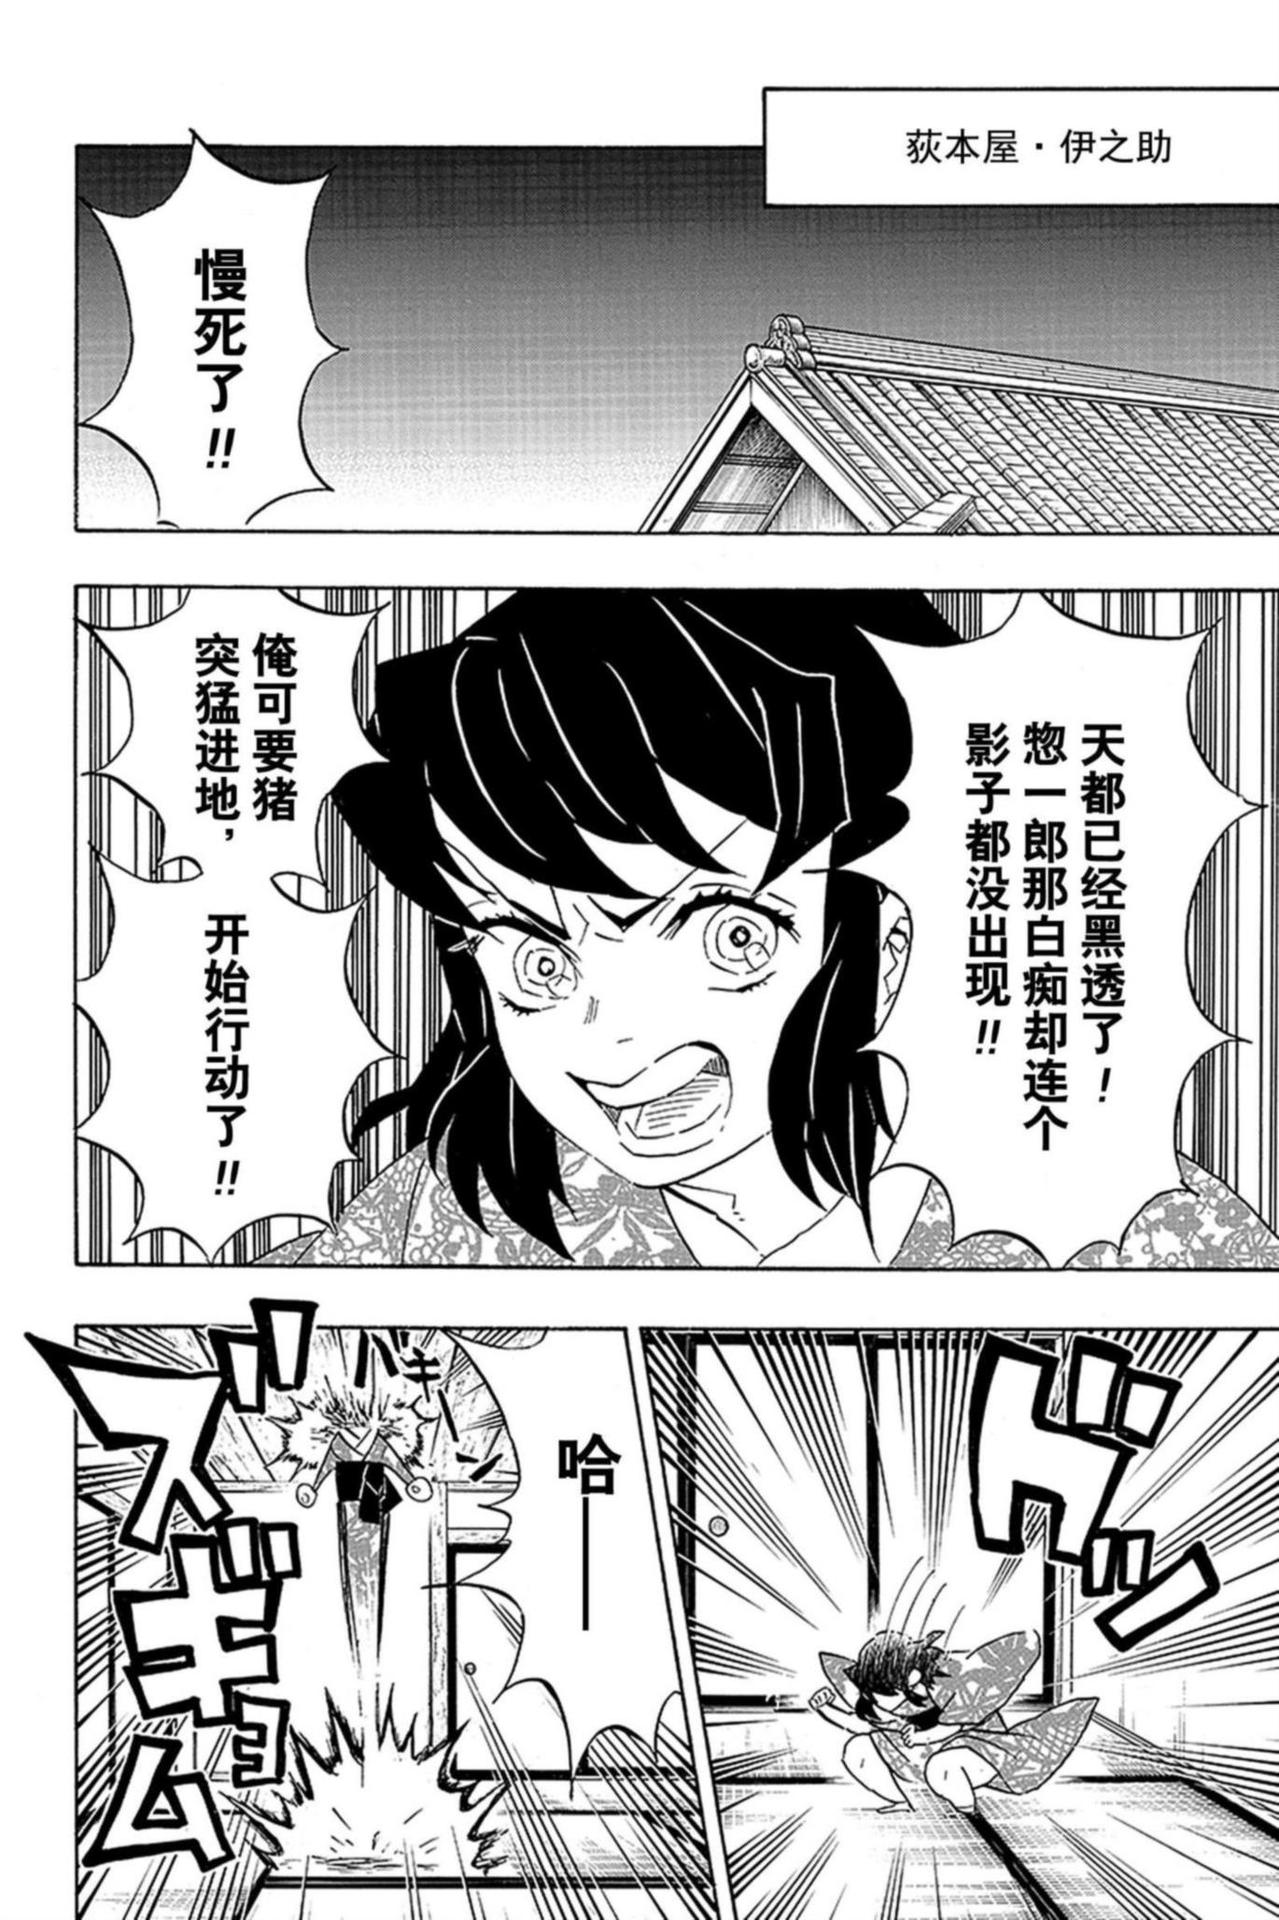 荻本屋·伊之助
慢死了!!
天都已经黑透了!
惣一郎那白痴却连个
影子都没出现!!
俺可要猪
突猛进地，
开始行动了!!
ドッ
哈——
バキーン
ズギョム